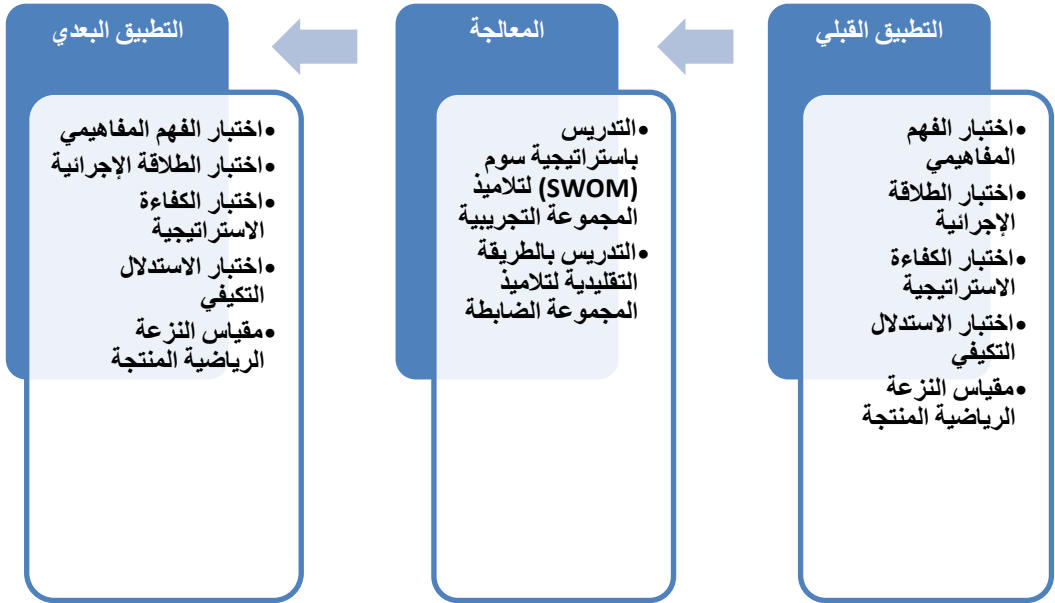 التطبيق القبلي
•اختبار الفهم
المفاهيمي
•اختبار الطلاقة
الإجرائية
•اختبار الكفاءة
الاستراتيجية
•اختبار الاستدلال
التكيفي
•مقياس النزعة
الرياضية المنتجة
المعالجة
•التدريس
باستراتيجية سوم
(SWOM) لتلاميذ
المجموعة التجريبية
•التدريس بالطريقة
التقليدية لتلاميذ
المجموعة الضابطة
التطبيق البعدي
•اختبار الفهم المفاهيمي
•اختبار الطلاقة الإجرائية
•اختبار الكفاءة
الاستراتيجية
•اختبار الاستدلال
التكيفي
•مقياس النزعة
الرياضية المنتجة